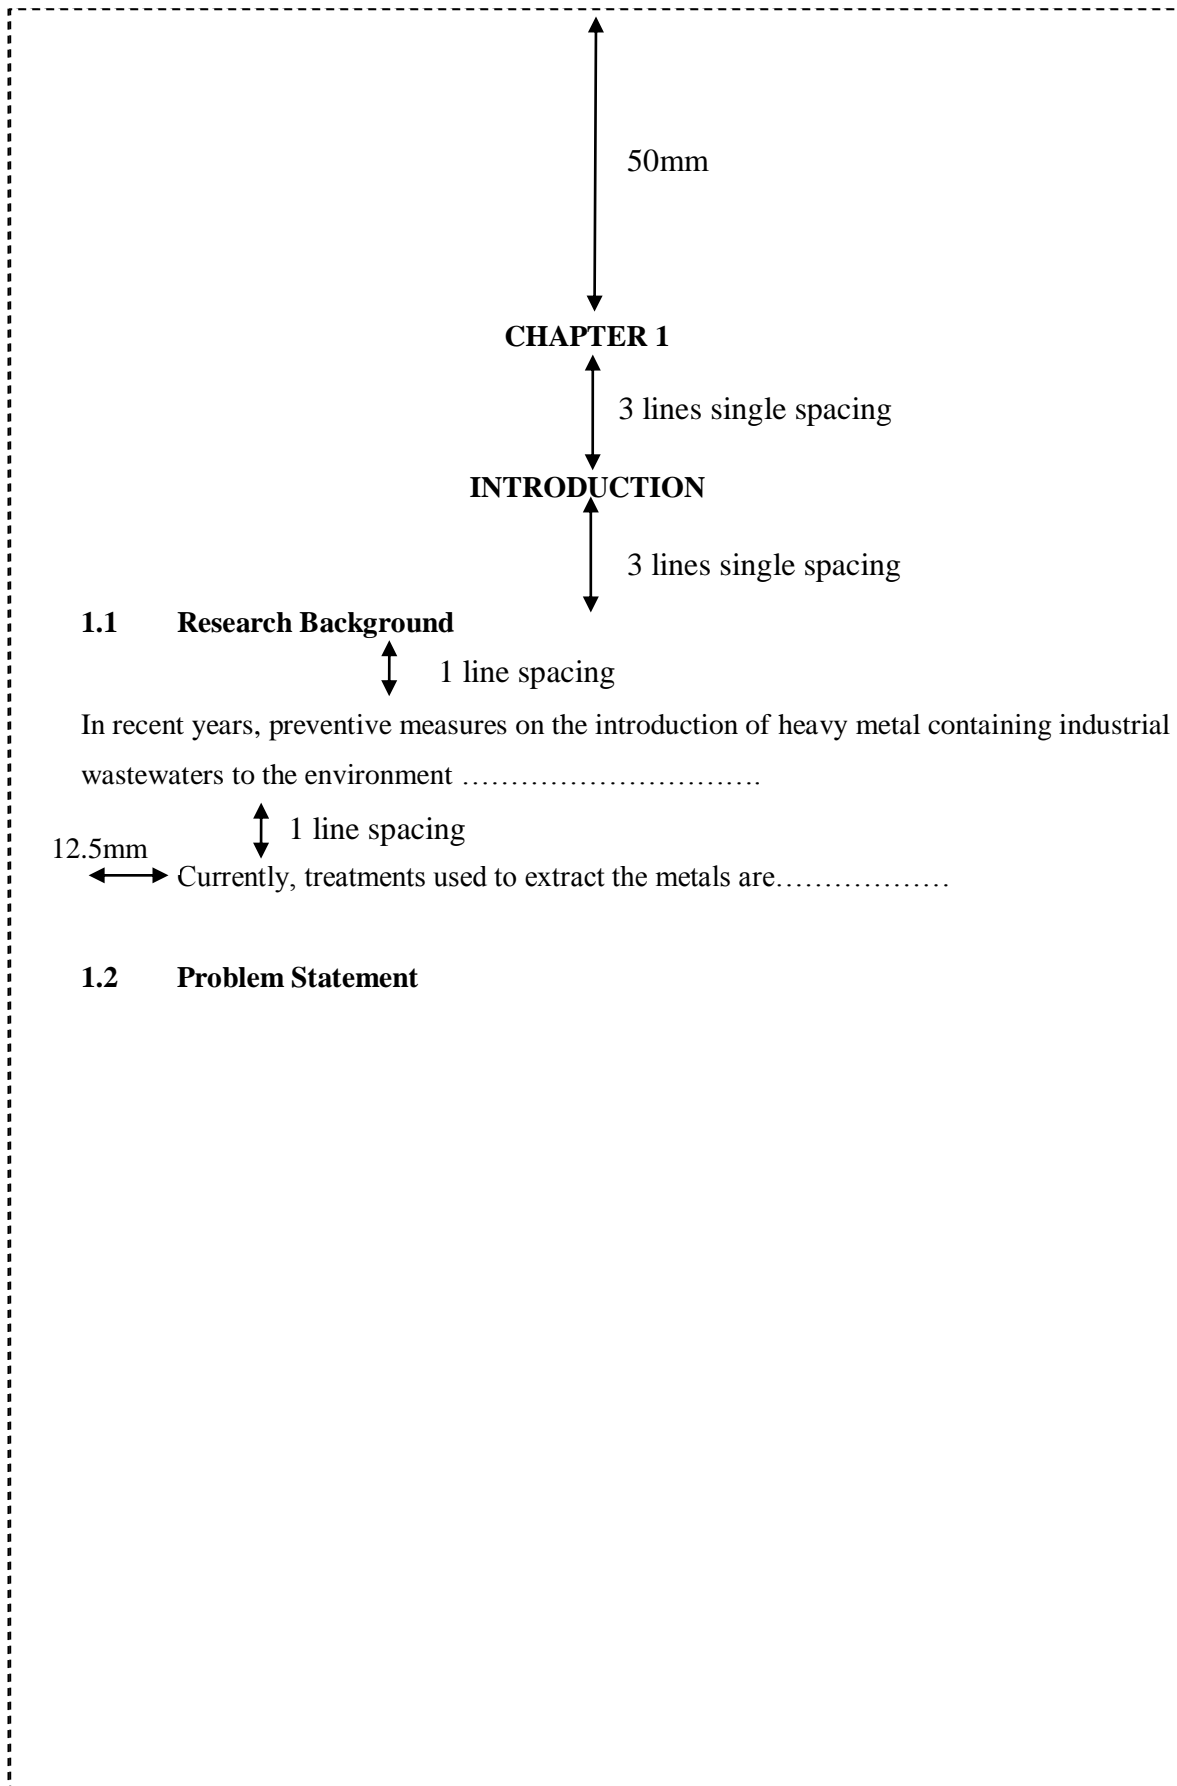 50mm
CHAPTER 1
3 lines single spacing
INTRODUCTION
3 lines single spacing
1.1 Research Background
1 line spacing
In recent years, preventive measures on the introduction of heavy metal containing industrial
wastewaters to the environment ………………………….
1 line spacing
12.5mm
Currently, treatments used to extract the metals are………………
1.2 Problem Statement